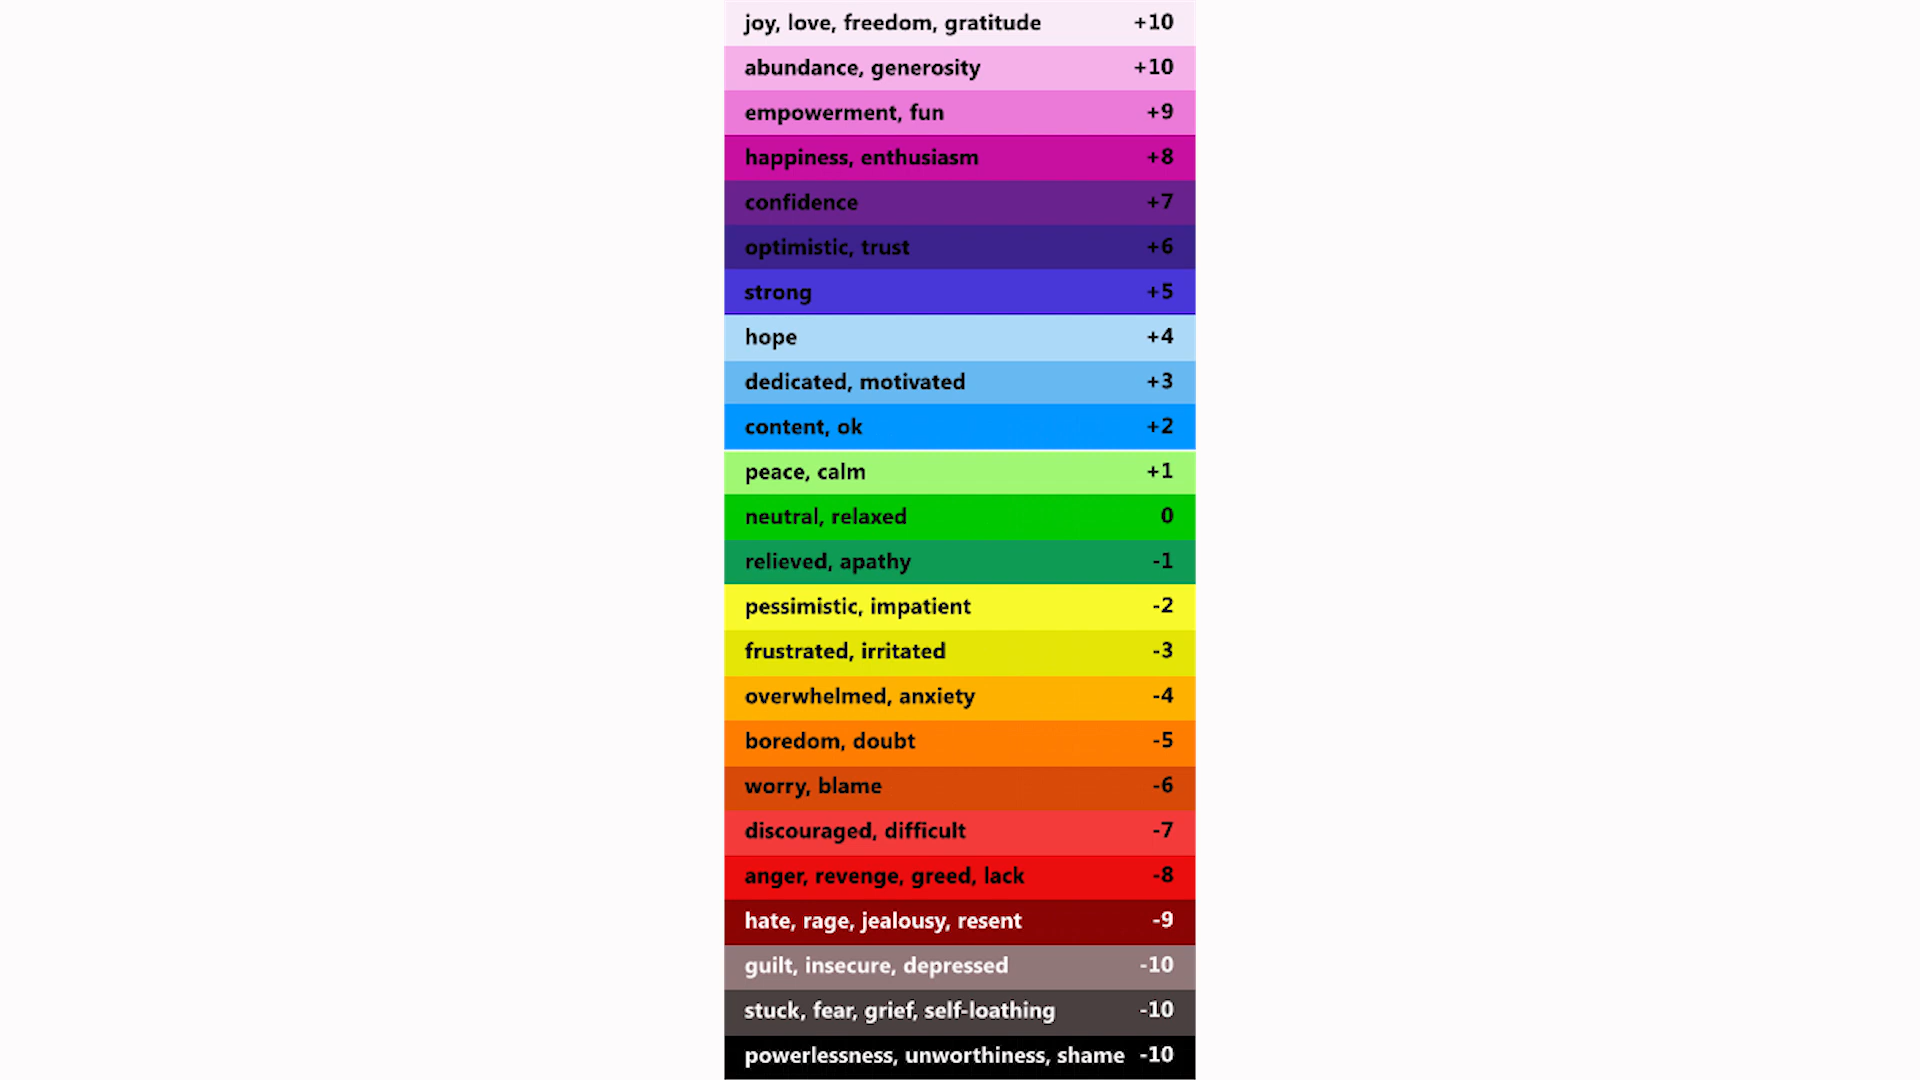 joy, love, freedom, gratitude +10
abundance, generosity +10
empowerment, fun +9
happiness, enthusiasm +8
confidence +7
optimistic, trust +6
strong +5
hope +4
dedicated, motivated +3
content, ok +2
peace, calm +1
neutral, relaxed 0
relieved, apathy -1
pessimistic, impatient -2
frustrated, irritated -3
overwhelmed, anxiety -4
boredom, doubt -5
worry, blame -6
discouraged, difficult -7
anger, revenge, greed, lack -8
hate, rage, jealousy, resent -9
guilt, insecure, depressed -10
stuck, fear, grief, self-loathing -10
powerlessness, unworthiness, shame -10